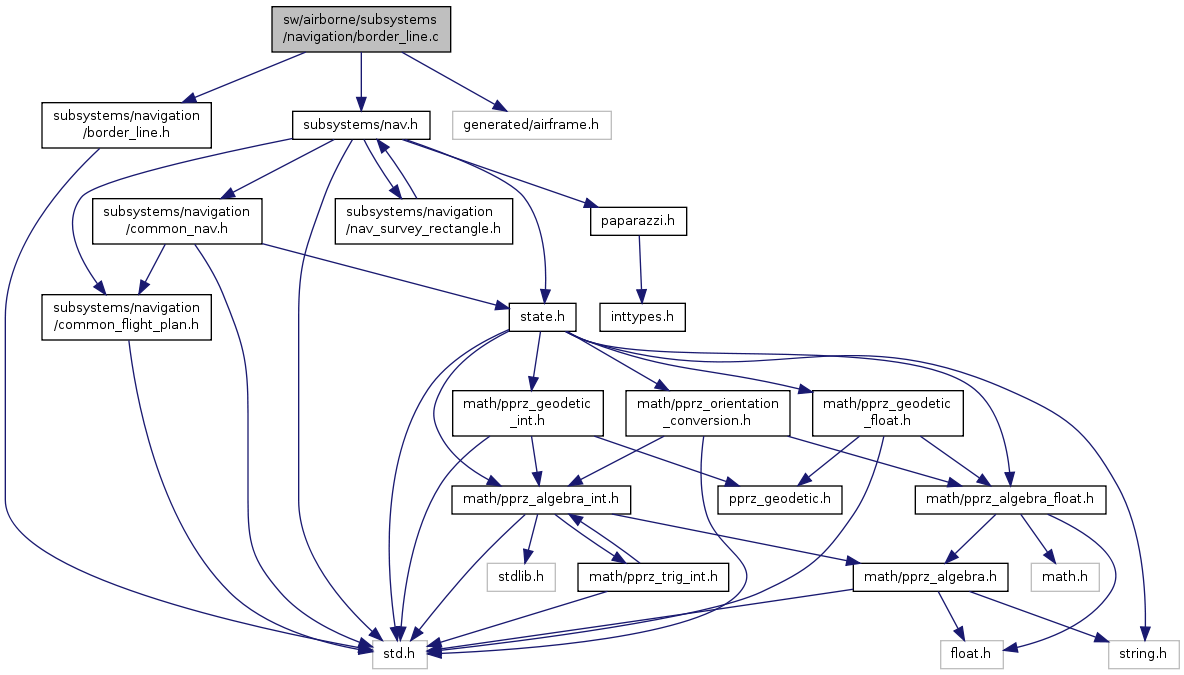 sw/airborne/subsystems
/navigation/border_line.c
subsystems/navigation
/border_line.h
subsystems/nav.h
generated/airframe.h
subsystems/navigation
/common_nav.h
subsystems/navigation
/nav_survey_rectangle.h
paparazzi.h
subsystems/navigation
/common_flight_plan.h
state.h
inttypes.h
math/pprz_geodetic
_int.h
math/pprz_orientation
_conversion.h
math/pprz_geodetic
_float.h
math/pprz_algebra_int.h
pprz_geodetic.h
math/pprz_algebra_float.h
stdlib.h
math/pprz_trig_int.h
math/pprz_algebra.h
math.h
std.h
float.h
string.h